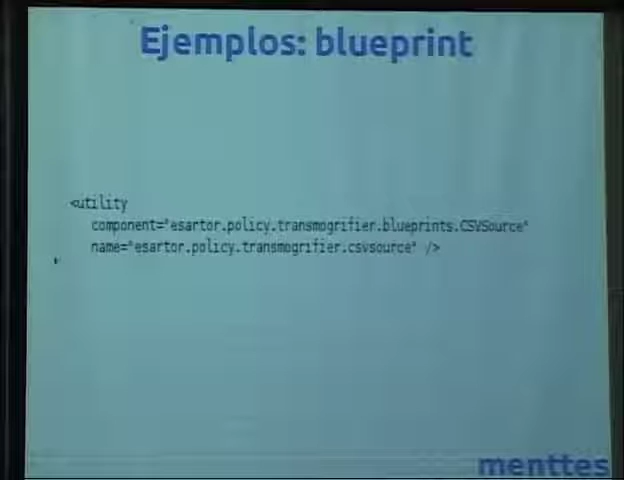 Ejemplos: blueprint
<utility
component="esartor.policy.transmogrifier.blueprints.CSVSource"
name="esartor.policy.transmogrifier.csvsource" />
menttes